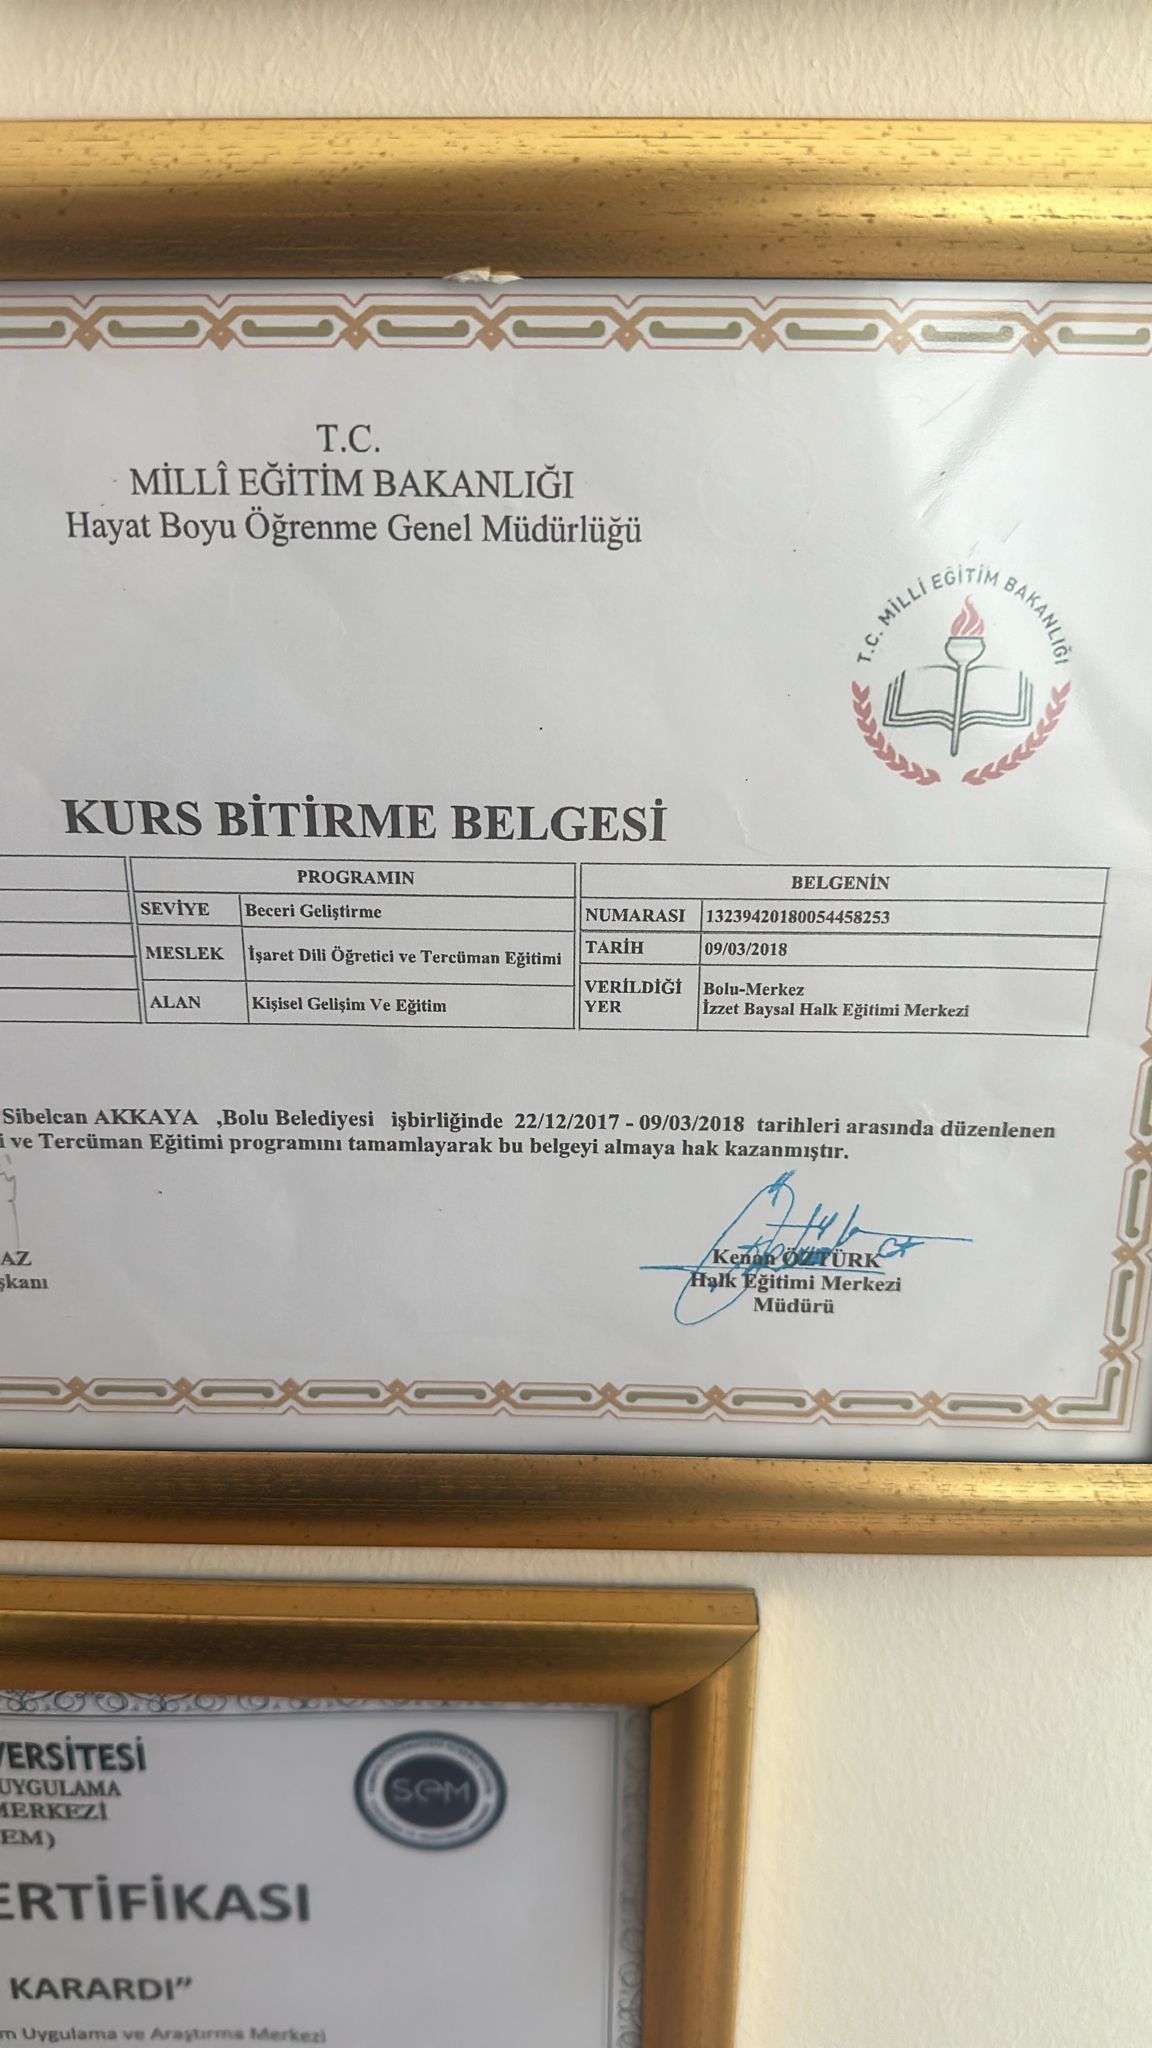 T.C.
MİLLÎ EĞİTİM BAKANLIĞI
Hayat Boyu Öğrenme Genel Müdürlüğü
T.C. MİLLİ EĞİTİM BAKANLIĞI
KURS BİTİRME BELGESİ
PROGRAMIN
SEVİYE Beceri Geliştirme
MESLEK İşaret Dili Öğretici ve Tercüman Eğitimi
ALAN Kişisel Gelişim Ve Eğitim
BELGENİN
NUMARASI 13239420180054458253
TARİH 09/03/2018
VERİLDİĞİ YER Bolu-Merkez
İzzet Baysal Halk Eğitimi Merkezi
Sibelcan AKKAYA ,Bolu Belediyesi işbirliğinde 22/12/2017 - 09/03/2018 tarihleri arasında düzenlenen
i ve Tercüman Eğitimi programını tamamlayarak bu belgeyi almaya hak kazanmıştır.
AZ
şkanı
Kenan ÖZTÜRK
Halk Eğitimi Merkezi
Müdürü
VERSİTESİ
UYGULAMA
MERKEZİ
EM)
SEM
ERTİFİKASI
KARARDI”
m Uygulama ve Araştırma Merkezi